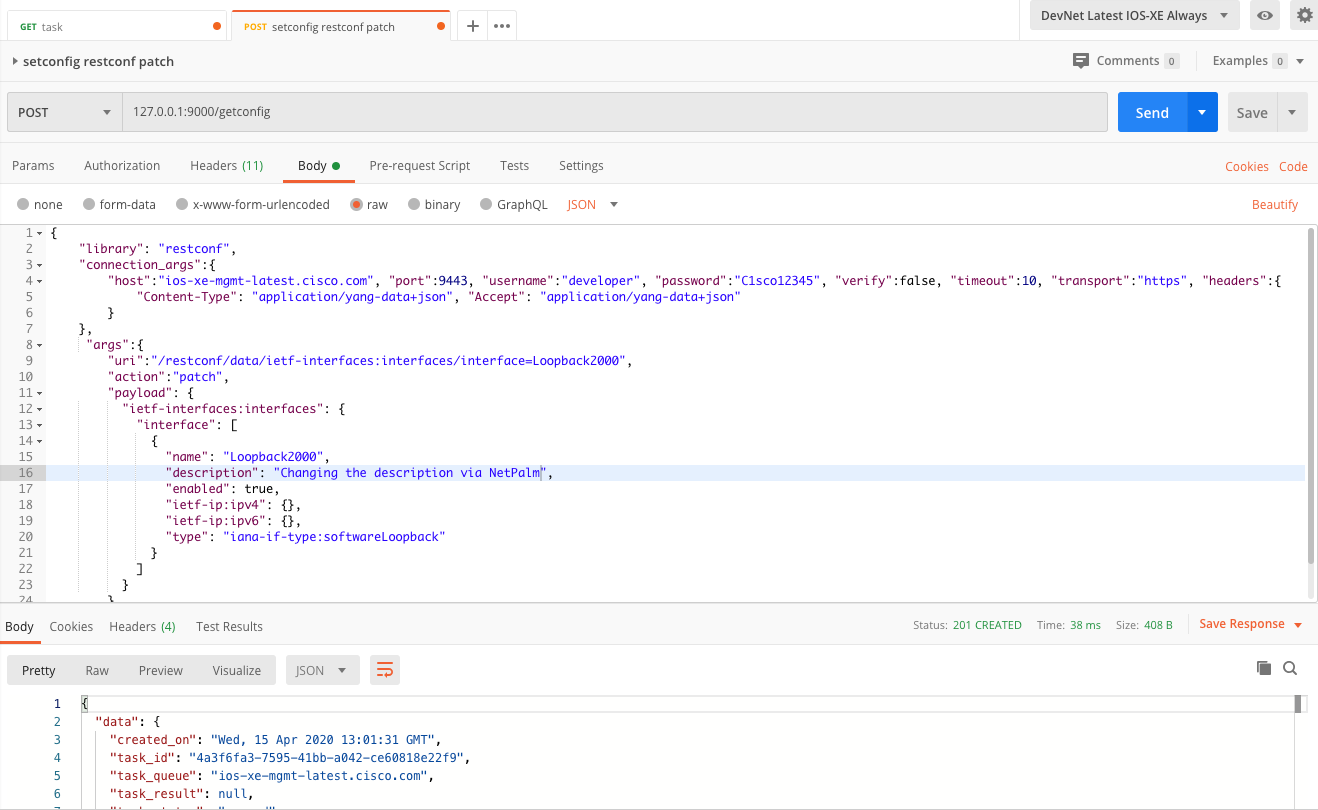 GET task
POST setconfig restconf patch
DevNet Latest IOS-XE Always
setconfig restconf patch
Comments 0
Examples 0
POST
127.0.0.1:9000/getconfig
Send
Save
Params Authorization Headers (11) Body Pre-request Script Tests Settings
Cookies Code
none form-data x-www-form-urlencoded raw binary GraphQL JSON
Beautify
1 {
2 "library": "restconf",
3 "connection_args":{
4 "host":"ios-xe-mgmt-latest.cisco.com", "port":9443, "username":"developer", "password":"C1sco12345", "verify":false, "timeout":10, "transport":"https", "headers":{
5 "Content-Type": "application/yang-data+json", "Accept": "application/yang-data+json"
6 }
7 },
8 "args":{
9 "uri":"/restconf/data/ietf-interfaces:interfaces/interface=Loopback2000",
10 "action":"patch",
11 "payload": {
12 "ietf-interfaces:interfaces": {
13 "interface": [
14 {
15 "name": "Loopback2000",
16 "description": "Changing the description via NetPalm",
17 "enabled": true,
18 "ietf-ip:ipv4": {},
19 "ietf-ip:ipv6": {},
20 "type": "iana-if-type:softwareLoopback"
21 }
22 ]
23 }
24 }
Body Cookies Headers (4) Test Results
Status: 201 CREATED Time: 38 ms Size: 408 B
Save Response
Pretty Raw Preview Visualize JSON
1 {
2 "data": {
3 "created_on": "Wed, 15 Apr 2020 13:01:31 GMT",
4 "task_id": "4a3f6fa3-7595-41bb-a042-ce60818e22f9",
5 "task_queue": "ios-xe-mgmt-latest.cisco.com",
6 "task_result": null,